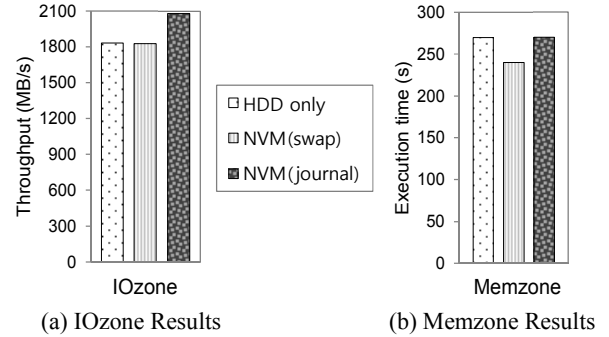 Throughput (MB/s)
2100
1800
1500
1200
900
600
300
0
IOzone
(a) IOzone Results
HDD only
NVM(swap)
NVM(journal)
Execution time (s)
300
250
200
150
100
50
0
Memzone
(b) Memzone Results